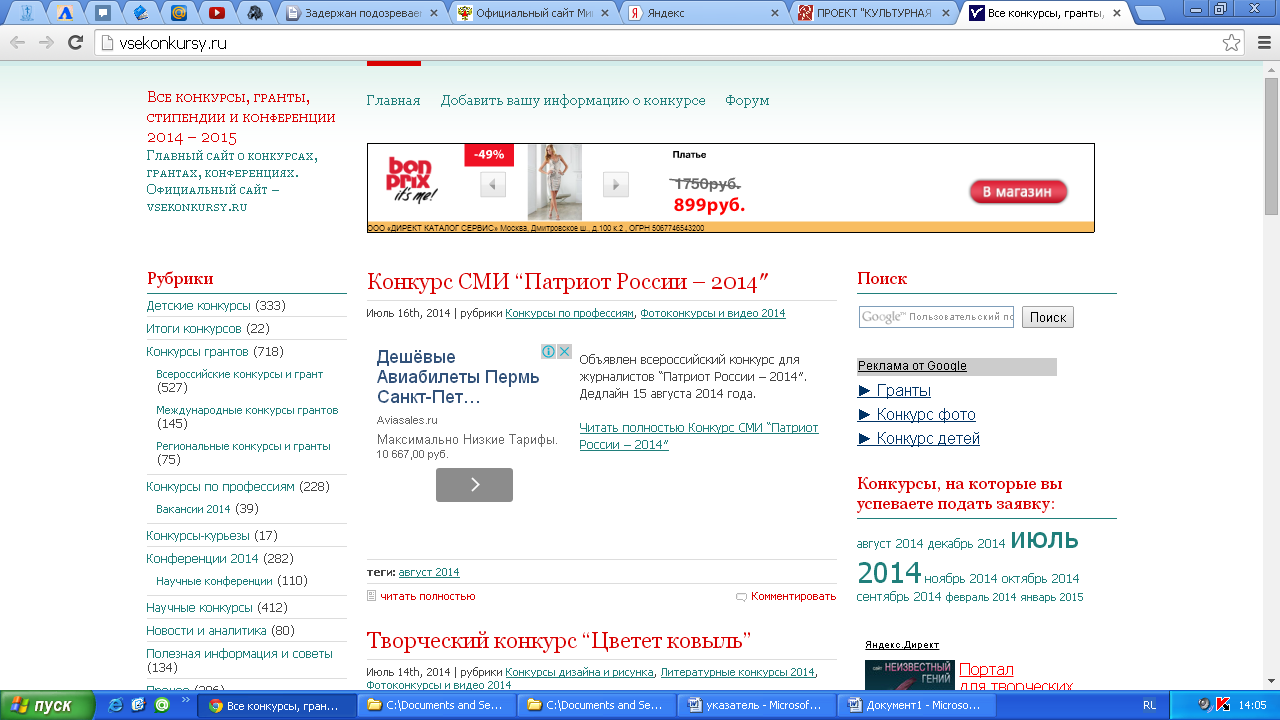 Задержан подозревае
Официальный сайт Ми
Яндекс
ПРОЕКТ "КУЛЬТУРНАЯ
Все конкурсы, гранты,
vsekonkursy.ru
Все конкурсы, гранты,
стипендии и конференции
2014 – 2015
Главный сайт о конкурсах,
грантах, конференциях.
Официальный сайт –
vsekonkursy.ru
Главная Добавить вашу информацию о конкурсе Форум
bon
prix
it's me!
-49%
Платье
1750руб.
899руб.
В магазин
ООО «ДИРЕКТ КАТАЛОГ СЕРВИС» Москва, Дмитровское ш., д.100 к.2 , ОГРН 5067746543200
Рубрики
Детские конкурсы (333)
Итоги конкурсов (22)
Конкурсы грантов (718)
Всероссийские конкурсы и грант
(527)
Международные конкурсы грантов
(145)
Региональные конкурсы и гранты
(75)
Конкурсы по профессиям (228)
Вакансии 2014 (39)
Конкурсы-курьезы (17)
Конференции 2014 (282)
Научные конференции (110)
Научные конкурсы (412)
Новости и аналитика (80)
Полезная информация и советы
(134)
Конкурс СМИ “Патриот России – 2014″
Июль 16th, 2014 | рубрики Конкурсы по профессиям, Фотоконкурсы и видео 2014
Дешёвые
Авиабилеты Пермь
Санкт-Пет…
Aviasales.ru
Максимально Низкие Тарифы.
10 667,00 руб.
Объявлен всероссийский конкурс для
журналистов “Патриот России – 2014″.
Дедлайн 15 августа 2014 года.
Читать полностью Конкурс СМИ “Патриот
России – 2014″
теги: август 2014
читать полностью Комментировать
Творческий конкурс “Цветет ковыль”
Июль 14th, 2014 | рубрики Конкурсы дизайна и рисунка, Литературные конкурсы 2014,
Фотоконкурсы и видео 2014
Поиск
Google™ Пользовательский по Поиск
Реклама от Google
► Гранты
► Конкурс фото
► Конкурс детей
Конкурсы, на которые вы
успеваете подать заявку:
август 2014 декабрь 2014 июль
2014 ноябрь 2014 октябрь 2014
сентябрь 2014 февраль 2014 январь 2015
Яндекс.Директ
НЕИЗВЕСТНЫЙ
ГЕНИЙ
Портал
для творческих
пуск
Все конкурсы, гран...
C:\Documents and Se...
C:\Documents and Se...
указатель - Microsof...
Документ1 - Microso...
RL
14:05